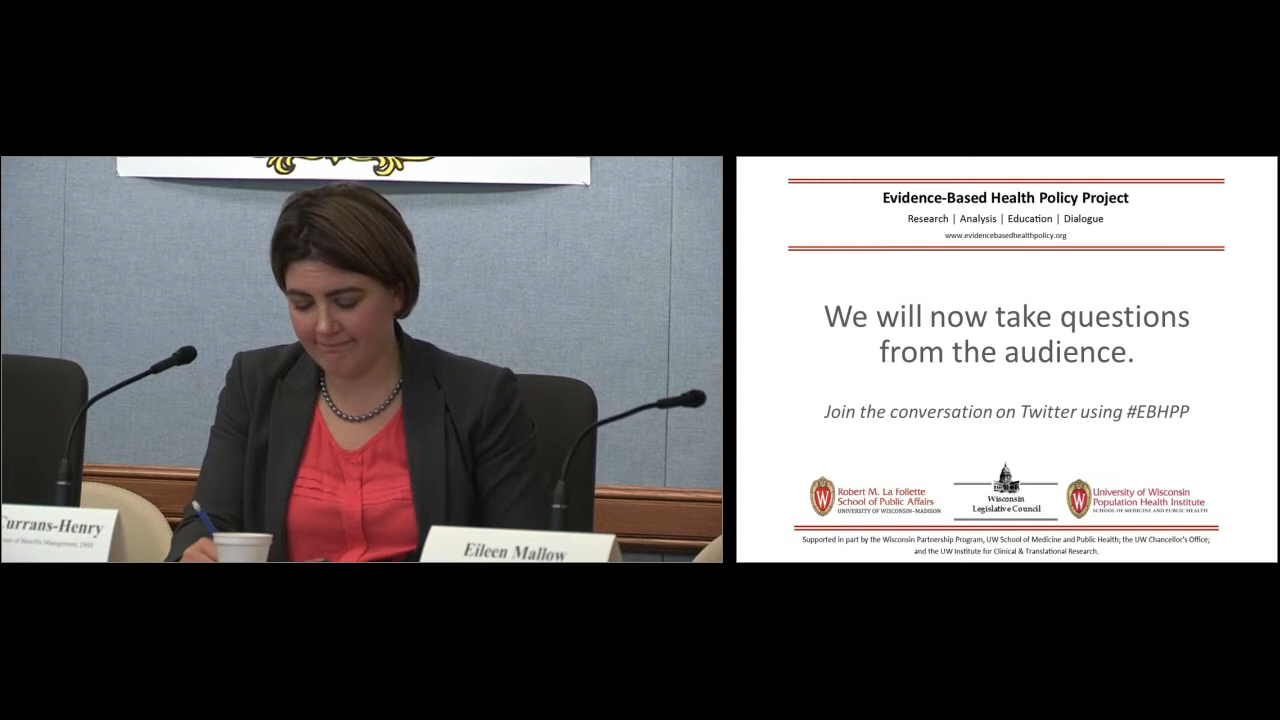 Currans-Henry
Eileen Mallow
Evidence-Based Health Policy Project
Research | Analysis | Education | Dialogue
www.evidencebasedhealthpolicy.org
We will now take questions
from the audience.
Join the conversation on Twitter using #EBHPP
Robert M. La Follette
School of Public Affairs
UNIVERSITY OF WISCONSIN–MADISON
Wisconsin
Legislative Council
University of Wisconsin
Population Health Institute
SCHOOL OF MEDICINE AND PUBLIC HEALTH
Supported in part by the Wisconsin Partnership Program, UW School of Medicine and Public Health; the UW Chancellor's Office;
and the UW Institute for Clinical & Translational Research.